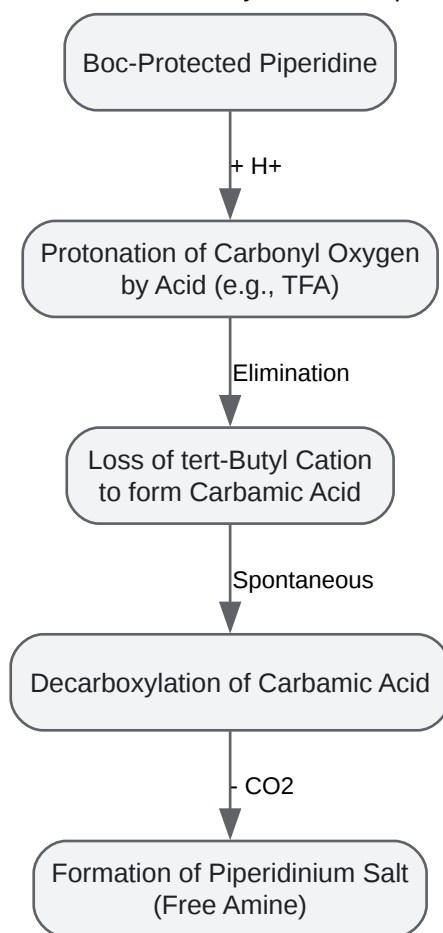 Boc-Protected Piperidine
+ H+
Protonation of Carbonyl Oxygen
by Acid (e.g., TFA)
Elimination
Loss of tert-Butyl Cation
to form Carbamic Acid
Spontaneous
Decarboxylation of Carbamic Acid
- CO2
Formation of Piperidinium Salt
(Free Amine)